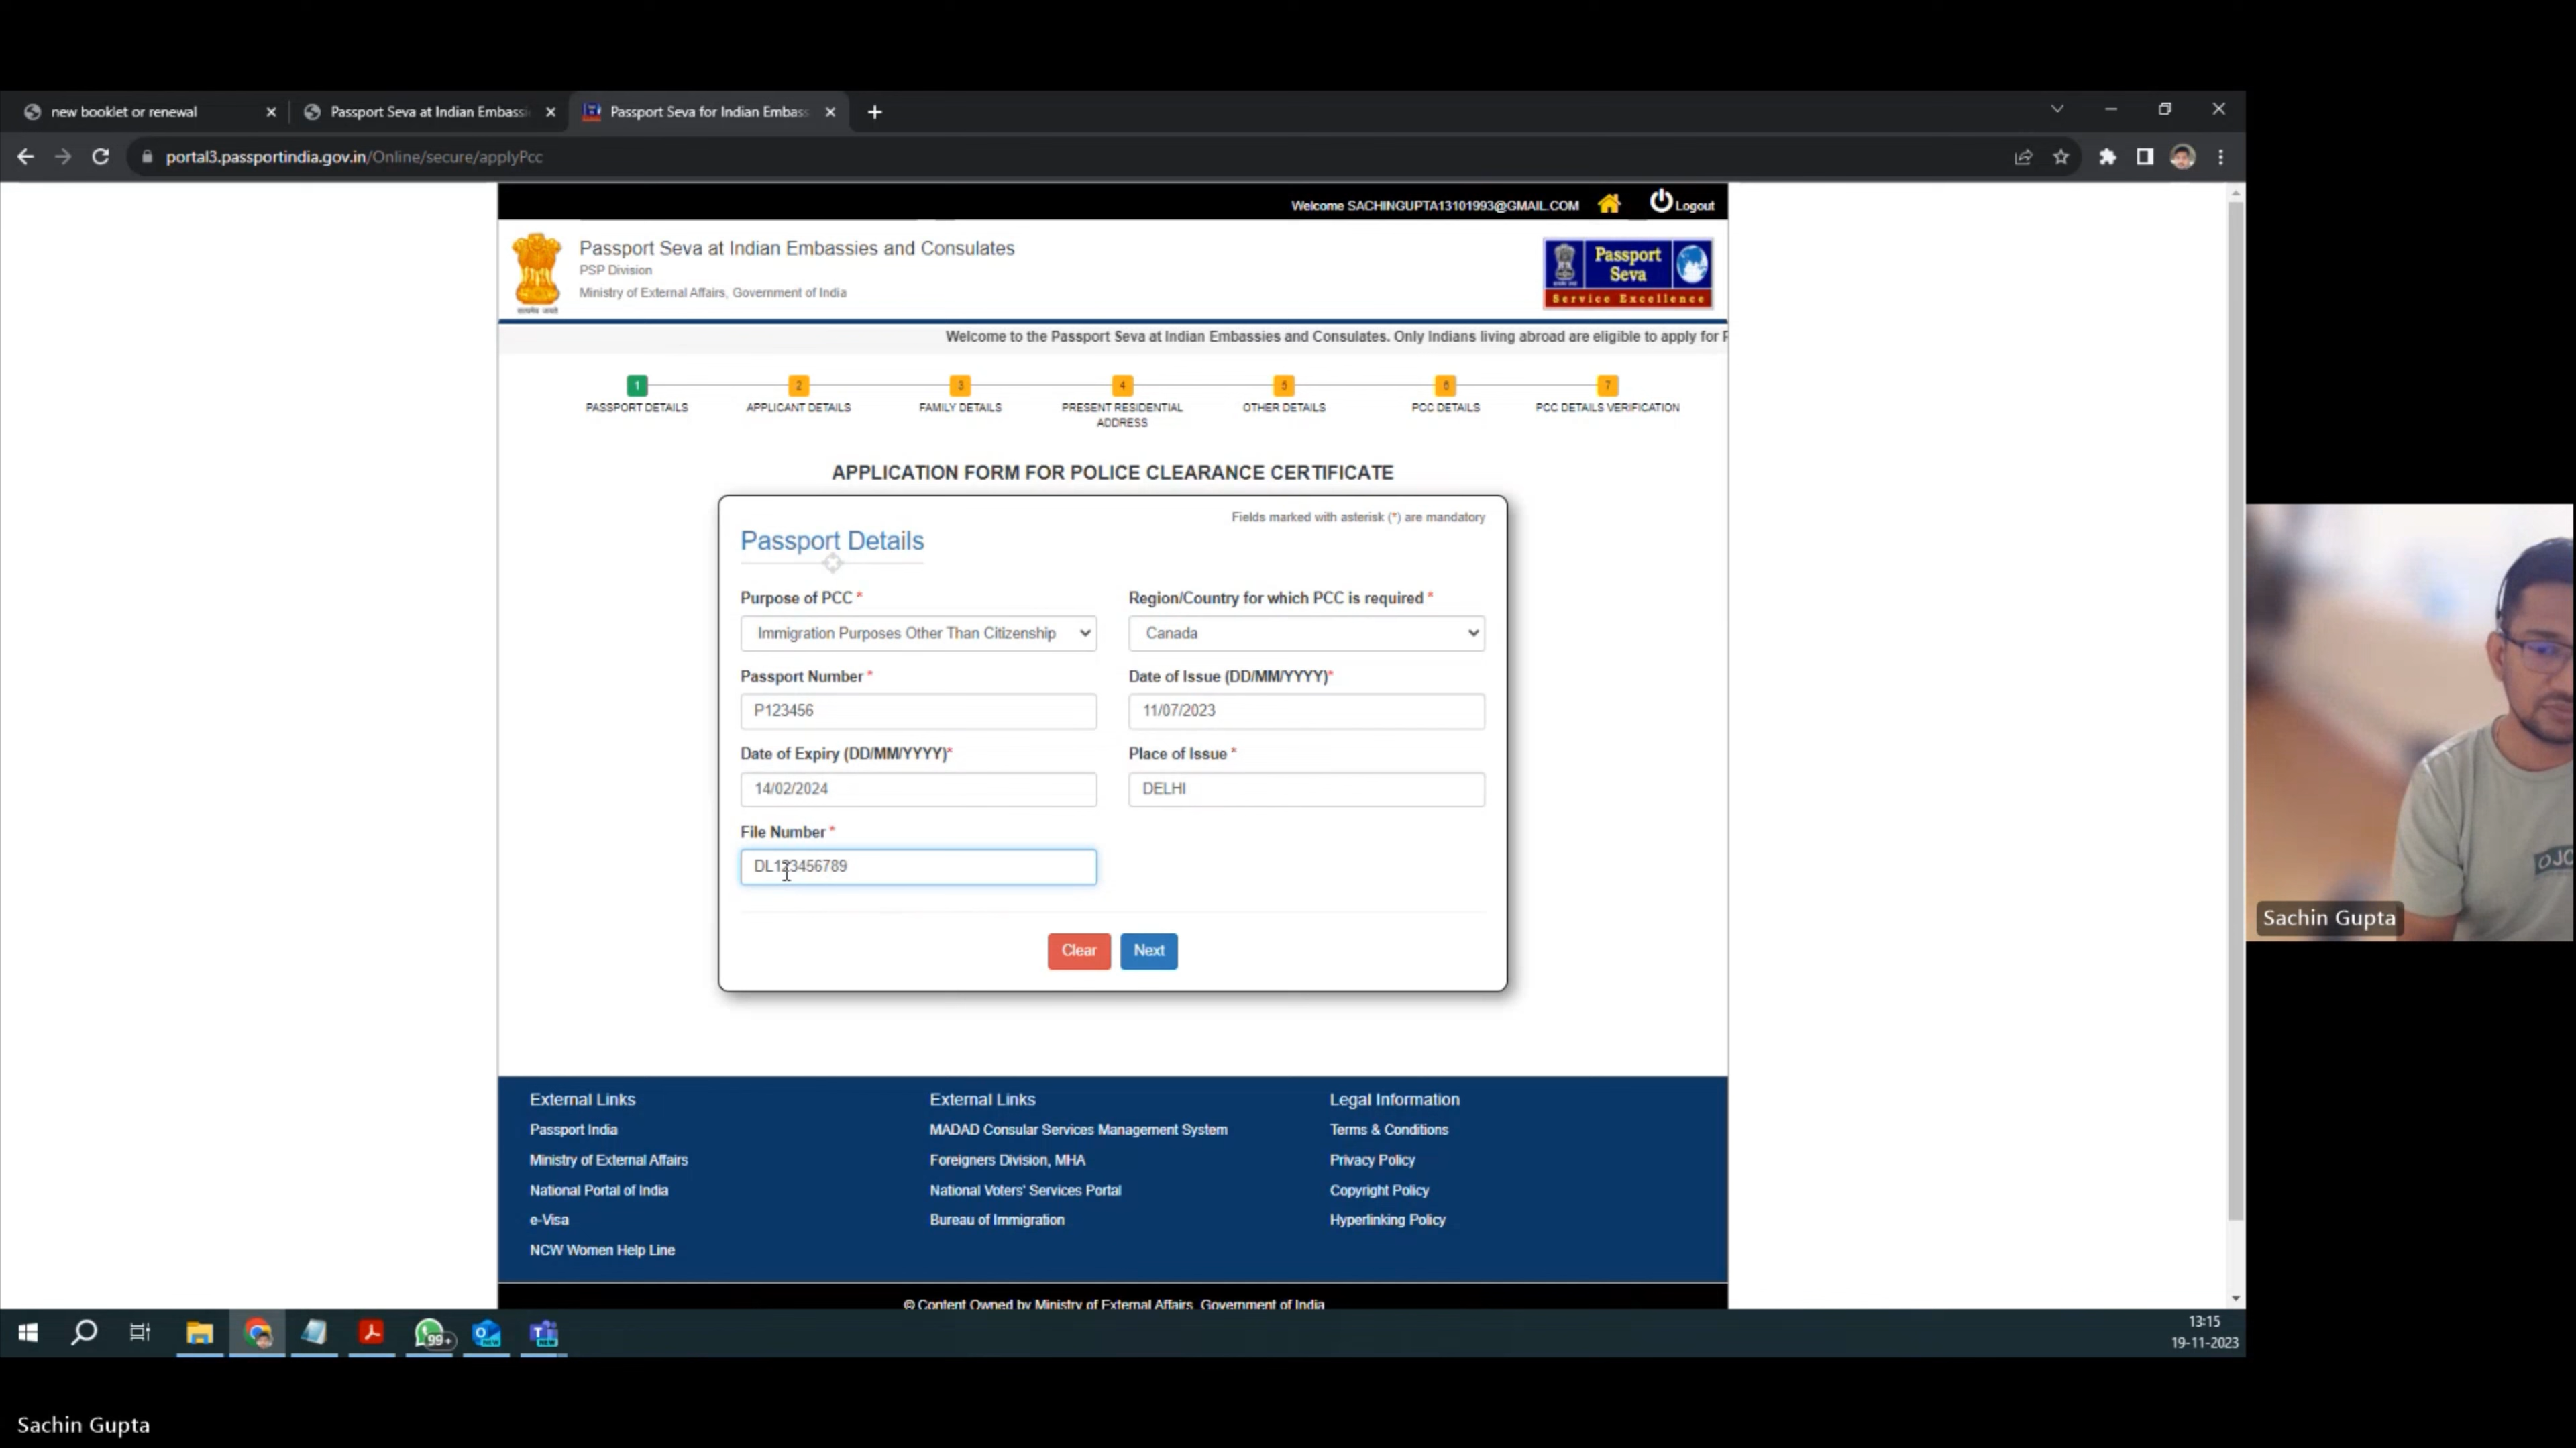 new booklet or renewal
Passport Seva at Indian Embassi
Passport Seva for Indian Embass
portal3.passportindia.gov.in/Online/secure/applyPcc
Welcome SACHINGUPTA13101993@GMAIL.COM
Logout
Passport Seva at Indian Embassies and Consulates
PSP Division
Ministry of External Affairs, Government of India
सत्यमेव जयते
Passport
Seva
Service Excellence
Welcome to the Passport Seva at Indian Embassies and Consulates. Only Indians living abroad are eligible to apply for P
1 2 3 4 5 6 7
PASSPORT DETAILS APPLICANT DETAILS FAMILY DETAILS PRESENT RESIDENTIAL OTHER DETAILS PCC DETAILS PCC DETAILS VERIFICATION
ADDRESS
APPLICATION FORM FOR POLICE CLEARANCE CERTIFICATE
Fields marked with asterisk (*) are mandatory
Passport Details
Purpose of PCC * Region/Country for which PCC is required *
Immigration Purposes Other Than Citizenship Canada
Passport Number * Date of Issue (DD/MM/YYYY)*
P123456 11/07/2023
Date of Expiry (DD/MM/YYYY)* Place of Issue *
14/02/2024 DELHI
File Number *
DL123456789
Clear Next
OJO
Sachin Gupta
External Links External Links Legal Information
Passport India MADAD Consular Services Management System Terms & Conditions
Ministry of External Affairs Foreigners Division, MHA Privacy Policy
National Portal of India National Voters' Services Portal Copyright Policy
e-Visa Bureau of Immigration Hyperlinking Policy
NCW Women Help Line
© Content Owned by Ministry of External Affairs, Government of India
99+
13:15
19-11-2023
Sachin Gupta